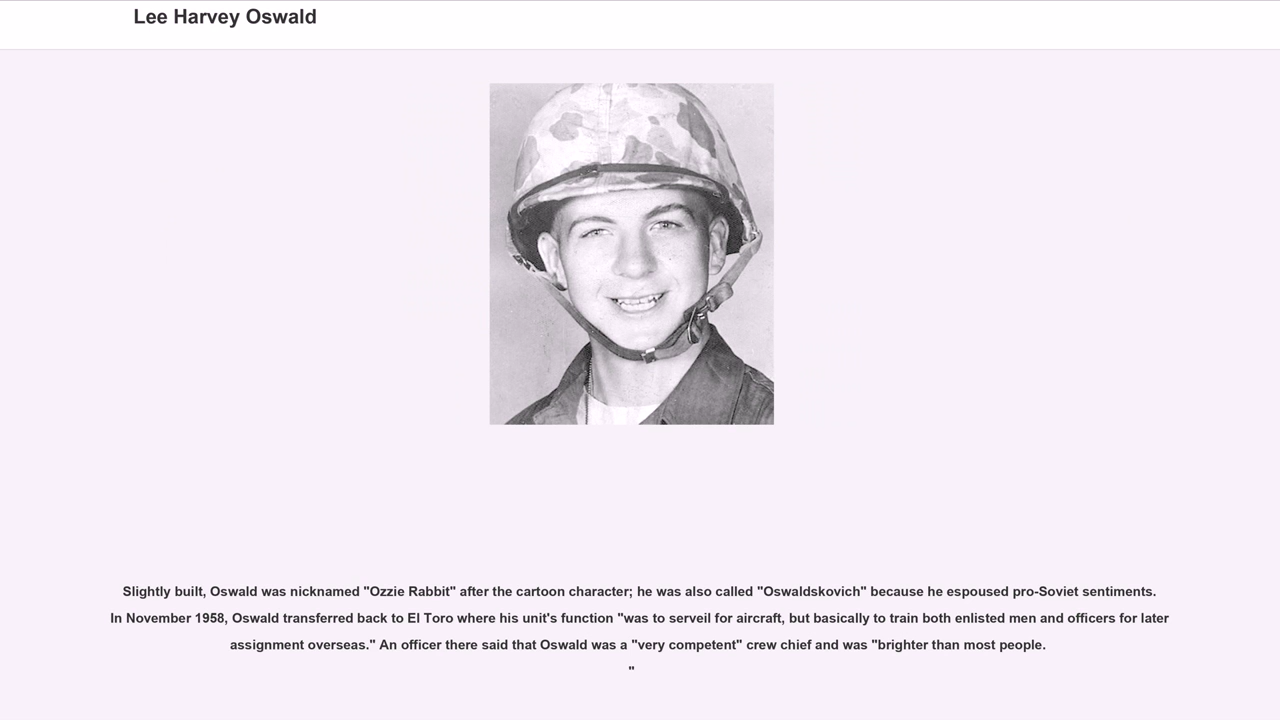 Lee Harvey Oswald
Slightly built, Oswald was nicknamed "Ozzie Rabbit" after the cartoon character; he was also called "Oswaldskovich" because he espoused pro-Soviet sentiments.
In November 1958, Oswald transferred back to El Toro where his unit's function "was to serveil for aircraft, but basically to train both enlisted men and officers for later
assignment overseas." An officer there said that Oswald was a "very competent" crew chief and was "brighter than most people.
"